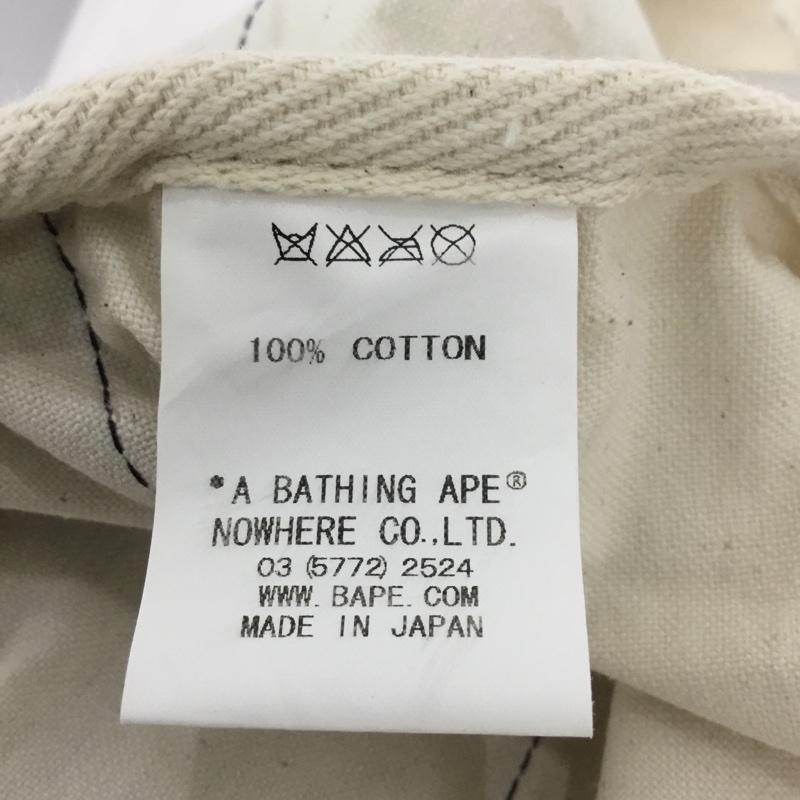 100% COTTON
*A BATHING APE®
NOWHERE CO.,LTD.
03 (5772) 2524
WWW. BAPE. COM
MADE IN JAPAN